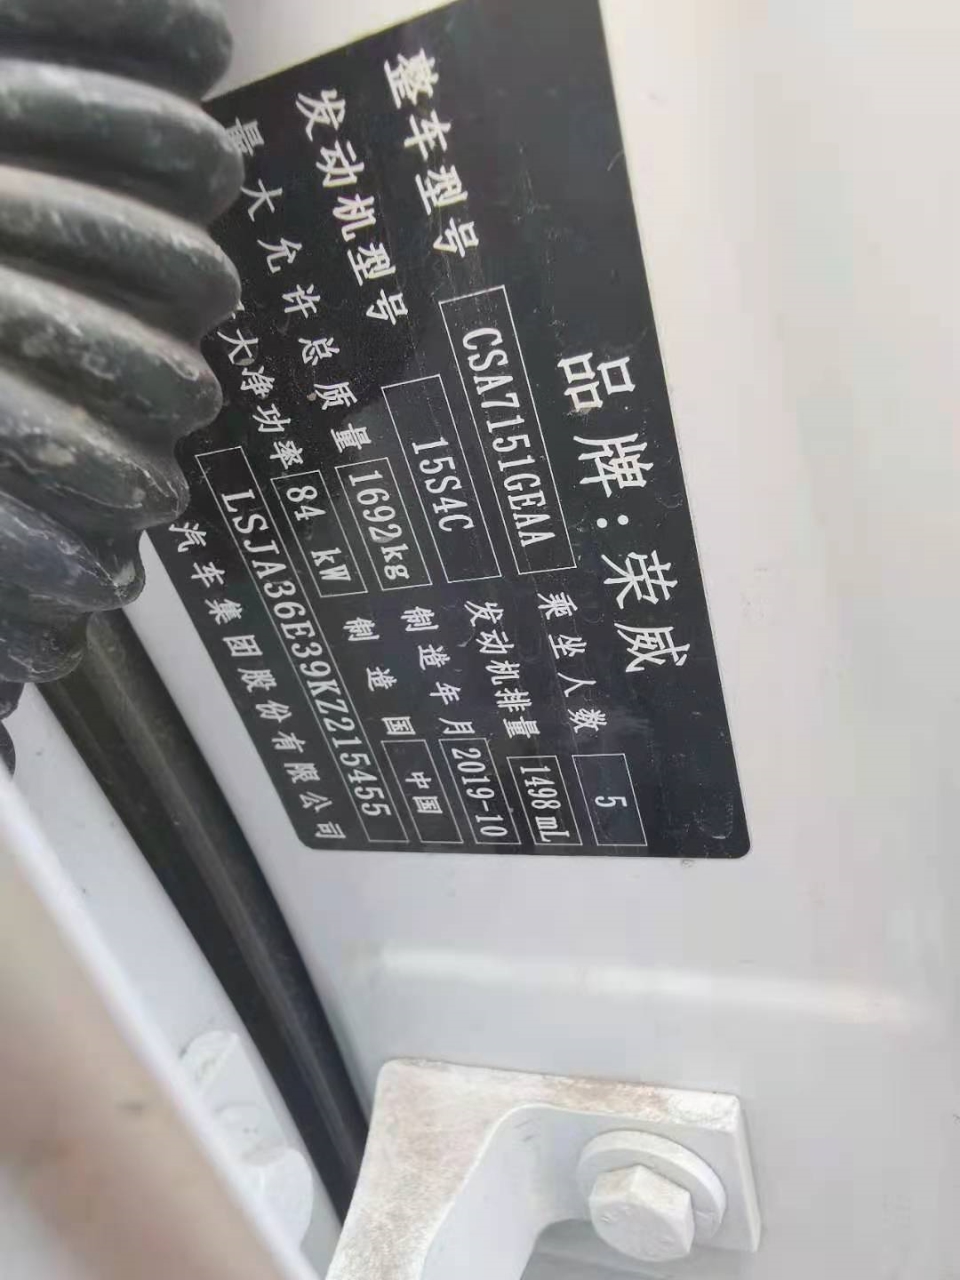 品牌：荣威
整车型号 CSA7151GEAA 乘坐人数 5
发动机型号 15S4C 发动机排量 1498 mL
最大允许总质量 1692kg 制造年月 2019-10
大净功率 84 kW 制造国 中国
LSJA36E39KZ215455
汽车集团股份有限公司